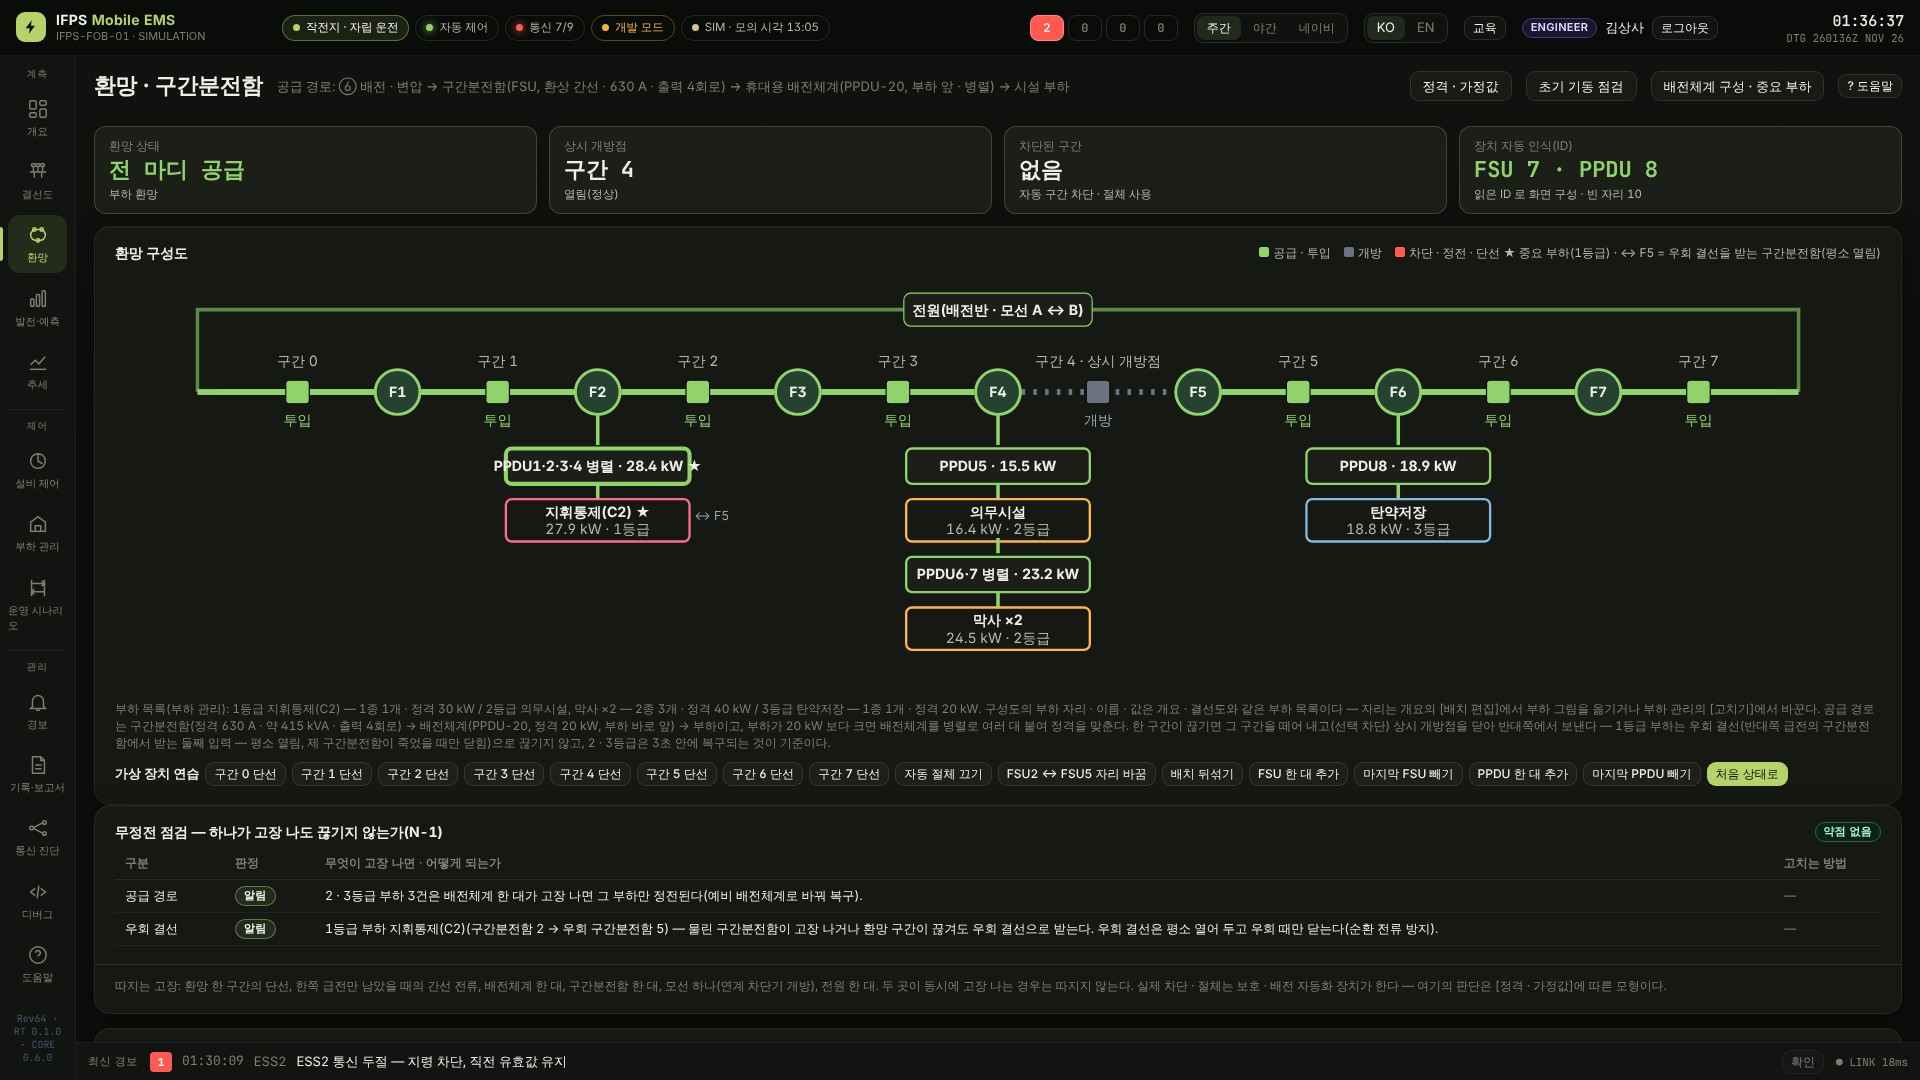 IFPS Mobile EMS
IFPS-FOB-01 · SIMULATION
작전지 · 자립 운전
자동 제어
통신 7/9
개발 모드
SIM · 모의 시각 13:05
2
0
0
0
주간
야간
네이비
KO
EN
교육
ENGINEER
김상사
로그아웃
01:36:37
DTG 260136Z NOV 26
계측
개요
결선도
환망
발전·예측
추세
제어
설비 제어
부하 관리
운영 시나리
오
관리
경보
기록·보고서
통신 진단
디버그
도움말
Rev64 ·
RT 0.1.0
· CORE
0.6.0
환망 · 구간분전함
공급 경로: ⑥ 배전 · 변압 → 구간분전함(FSU, 환상 간선 · 630 A · 출력 4회로) → 휴대용 배전체계(PPDU-20, 부하 앞 · 병렬) → 시설 부하
정격 · 가정값
초기 기동 점검
배전체계 구성 · 중요 부하
? 도움말
환망 상태
전 마디 공급
부하 환망
상시 개방점
구간 4
열림(정상)
차단된 구간
없음
자동 구간 차단 · 절체 사용
장치 자동 인식(ID)
FSU 7 · PPDU 8
읽은 ID 로 화면 구성 · 빈 자리 10
환망 구성도
공급 · 투입
개방
차단 · 정전 · 단선 ★ 중요 부하(1등급) · ↔ F5 = 우회 결선을 받는 구간분전함(평소 열림)
전원(배전반 · 모선 A ↔ B)
구간 0
구간 1
구간 2
구간 3
구간 4 · 상시 개방점
구간 5
구간 6
구간 7
F1
F2
F3
F4
F5
F6
F7
투입
투입
투입
투입
개방
투입
투입
투입
PPDU1·2·3·4 병렬 · 28.4 kW ★
PPDU5 · 15.5 kW
PPDU8 · 18.9 kW
지휘통제(C2) ★
27.9 kW · 1등급
↔ F5
의무시설
16.4 kW · 2등급
탄약저장
18.8 kW · 3등급
PPDU6·7 병렬 · 23.2 kW
막사 ×2
24.5 kW · 2등급
부하 목록(부하 관리): 1등급 지휘통제(C2) — 1종 1개 · 정격 30 kW / 2등급 의무시설, 막사 ×2 — 2종 3개 · 정격 40 kW / 3등급 탄약저장 — 1종 1개 · 정격 20 kW. 구성도의 부하 자리 · 이름 · 값은 개요 · 결선도와 같은 부하 목록이다 — 자리는 개요의 [배치 편집]에서 부하 그림을 옮기거나 부하 관리의 [고치기]에서 바꾼다. 공급 경로
는 구간분전함(정격 630 A · 약 415 kVA · 출력 4회로) → 배전체계(PPDU-20, 정격 20 kW, 부하 바로 앞) → 부하이고, 부하가 20 kW 보다 크면 배전체계를 병렬로 여러 대 붙여 정격을 맞춘다. 한 구간이 끊기면 그 구간을 떼어 내고(선택 차단) 상시 개방점을 닫아 반대쪽에서 보낸다 — 1등급 부하는 우회 결선(반대쪽 급전의 구간분전
함에서 받는 둘째 입력 — 평소 열림, 제 구간분전함이 죽었을 때만 닫힘)으로 끊기지 않고, 2 · 3등급은 3초 안에 복구되는 것이 기준이다.
가상 장치 연습
구간 0 단선
구간 1 단선
구간 2 단선
구간 3 단선
구간 4 단선
구간 5 단선
구간 6 단선
구간 7 단선
자동 절체 끄기
FSU2 ↔ FSU5 자리 바꿈
배치 뒤섞기
FSU 한 대 추가
마지막 FSU 빼기
PPDU 한 대 추가
마지막 PPDU 빼기
처음 상태로
무정전 점검 — 하나가 고장 나도 끊기지 않는가(N-1)
약점 없음
구분
판정
무엇이 고장 나면 · 어떻게 되는가
고치는 방법
공급 경로
알림
2 · 3등급 부하 3건은 배전체계 한 대가 고장 나면 그 부하만 정전된다(예비 배전체계로 바꿔 복구).
—
우회 결선
알림
1등급 부하 지휘통제(C2)(구간분전함 2 → 우회 구간분전함 5) — 물린 구간분전함이 고장 나거나 환망 구간이 끊겨도 우회 결선으로 받는다. 우회 결선은 평소 열어 두고 우회 때만 닫는다(순환 전류 방지).
—
따지는 고장: 환망 한 구간의 단선, 한쪽 급전만 남았을 때의 간선 전류, 배전체계 한 대, 구간분전함 한 대, 모선 하나(연계 차단기 개방), 전원 한 대. 두 곳이 동시에 고장 나는 경우는 따지지 않는다. 실제 차단 · 절체는 보호 · 배전 자동화 장치가 한다 — 여기의 판단은 [정격 · 가정값]에 따른 모형이다.
최신 경보
1
01:30:09
ESS2
ESS2 통신 두절 — 지령 차단, 직전 유효값 유지
확인
LINK 18ms